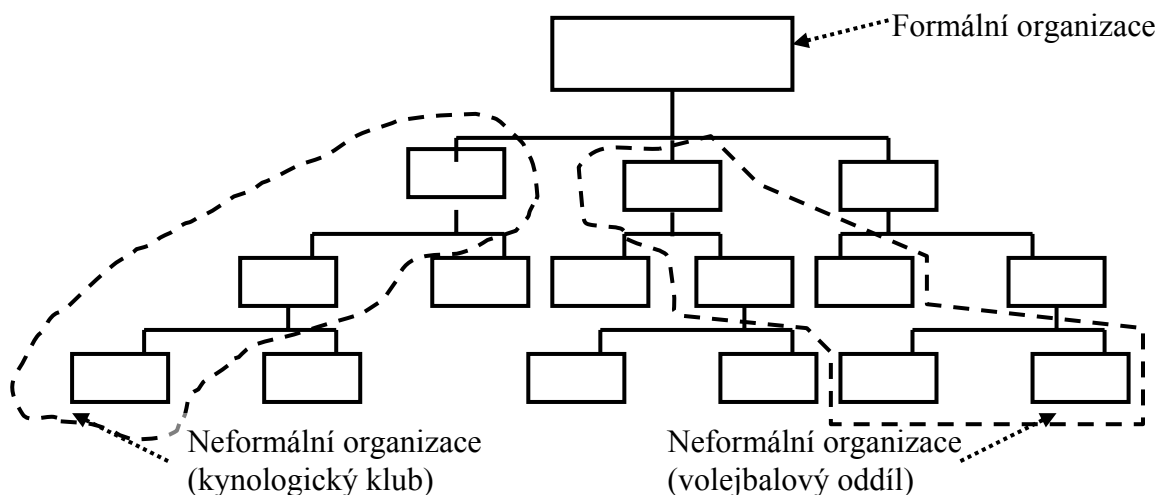 Formální organizace
Neformální organizace
(kynologický klub)
Neformální organizace
(volejbalový oddíl)